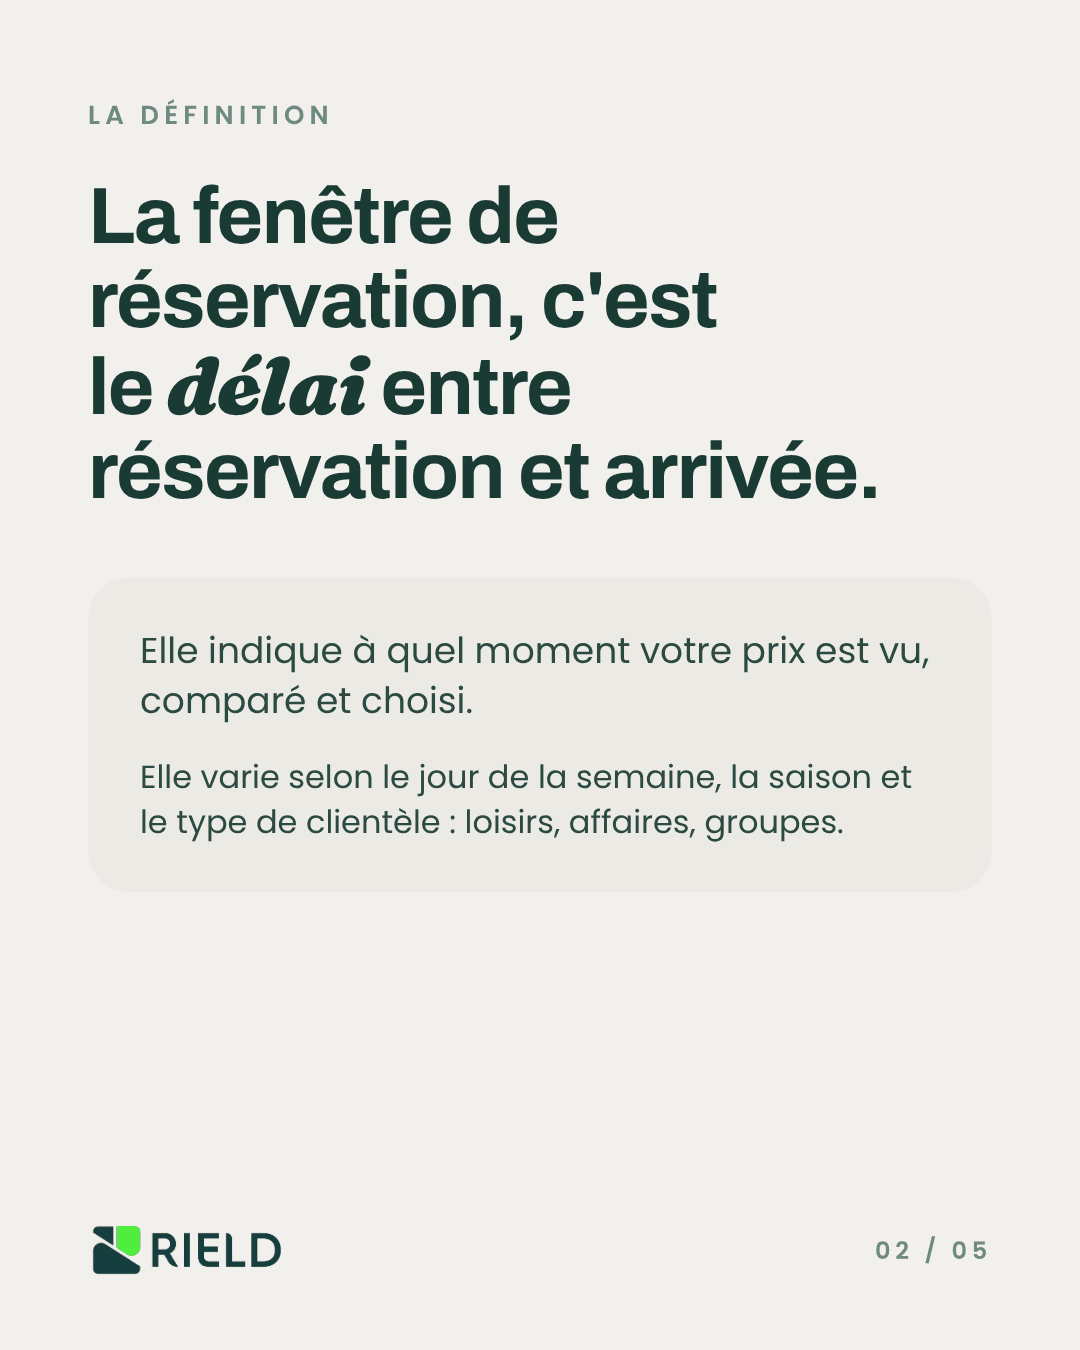 LA DÉFINITION
La fenêtre de
réservation, c'est
le délai entre
réservation et arrivée.
Elle indique à quel moment votre prix est vu,
comparé et choisi.
Elle varie selon le jour de la semaine, la saison et
le type de clientèle : loisirs, affaires, groupes.
RIELD
02 / 05